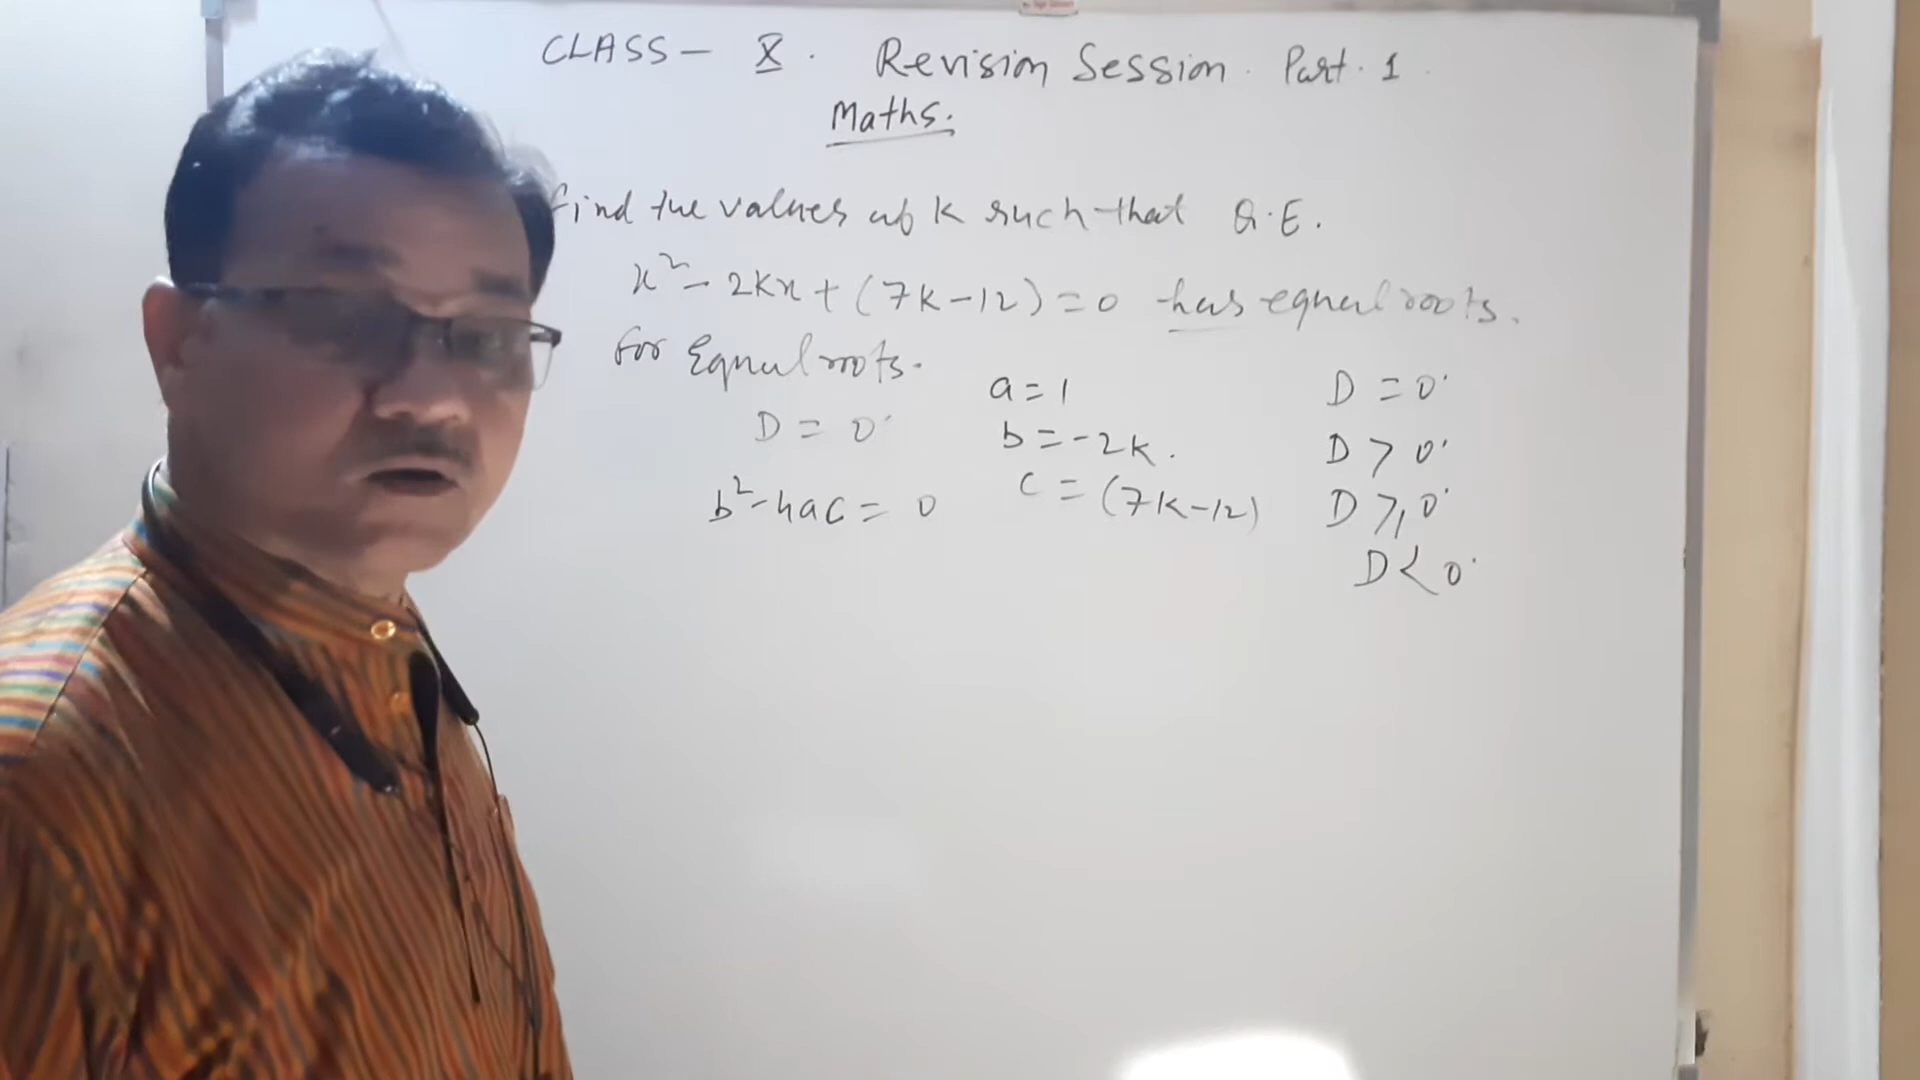 CLASS - X. Revision Session. Part. 1
Maths.
find the values of k such that Q.E.
x² - 2kx + (7k-12) = 0 has equal roots.
For Equal roots.
D = 0
b² - 4ac = 0
a = 1
b = -2k.
c = (7k-12)
D = 0
D > 0
D ≥ 0
D < 0